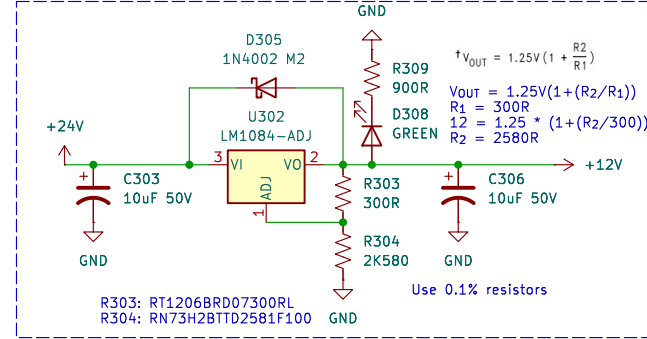 GND
D305
1N4002 M2
†VOUT = 1.25V(1 + R2/R1)
R309
900R
VOUT = 1.25V(1+(R2/R1))
R1 = 300R
12 = 1.25 * (1+(R2/300))
R2 = 2580R
D308
GREEN
+24V
U302
LM1084-ADJ
3
VI
VO
2
+12V
ADJ
1
+
C303
10uF 50V
R303
300R
+
C306
10uF 50V
R304
2K580
GND
GND
Use 0.1% resistors
R303: RT1206BRD07300RL
R304: RN73H2BTTD2581F100
GND